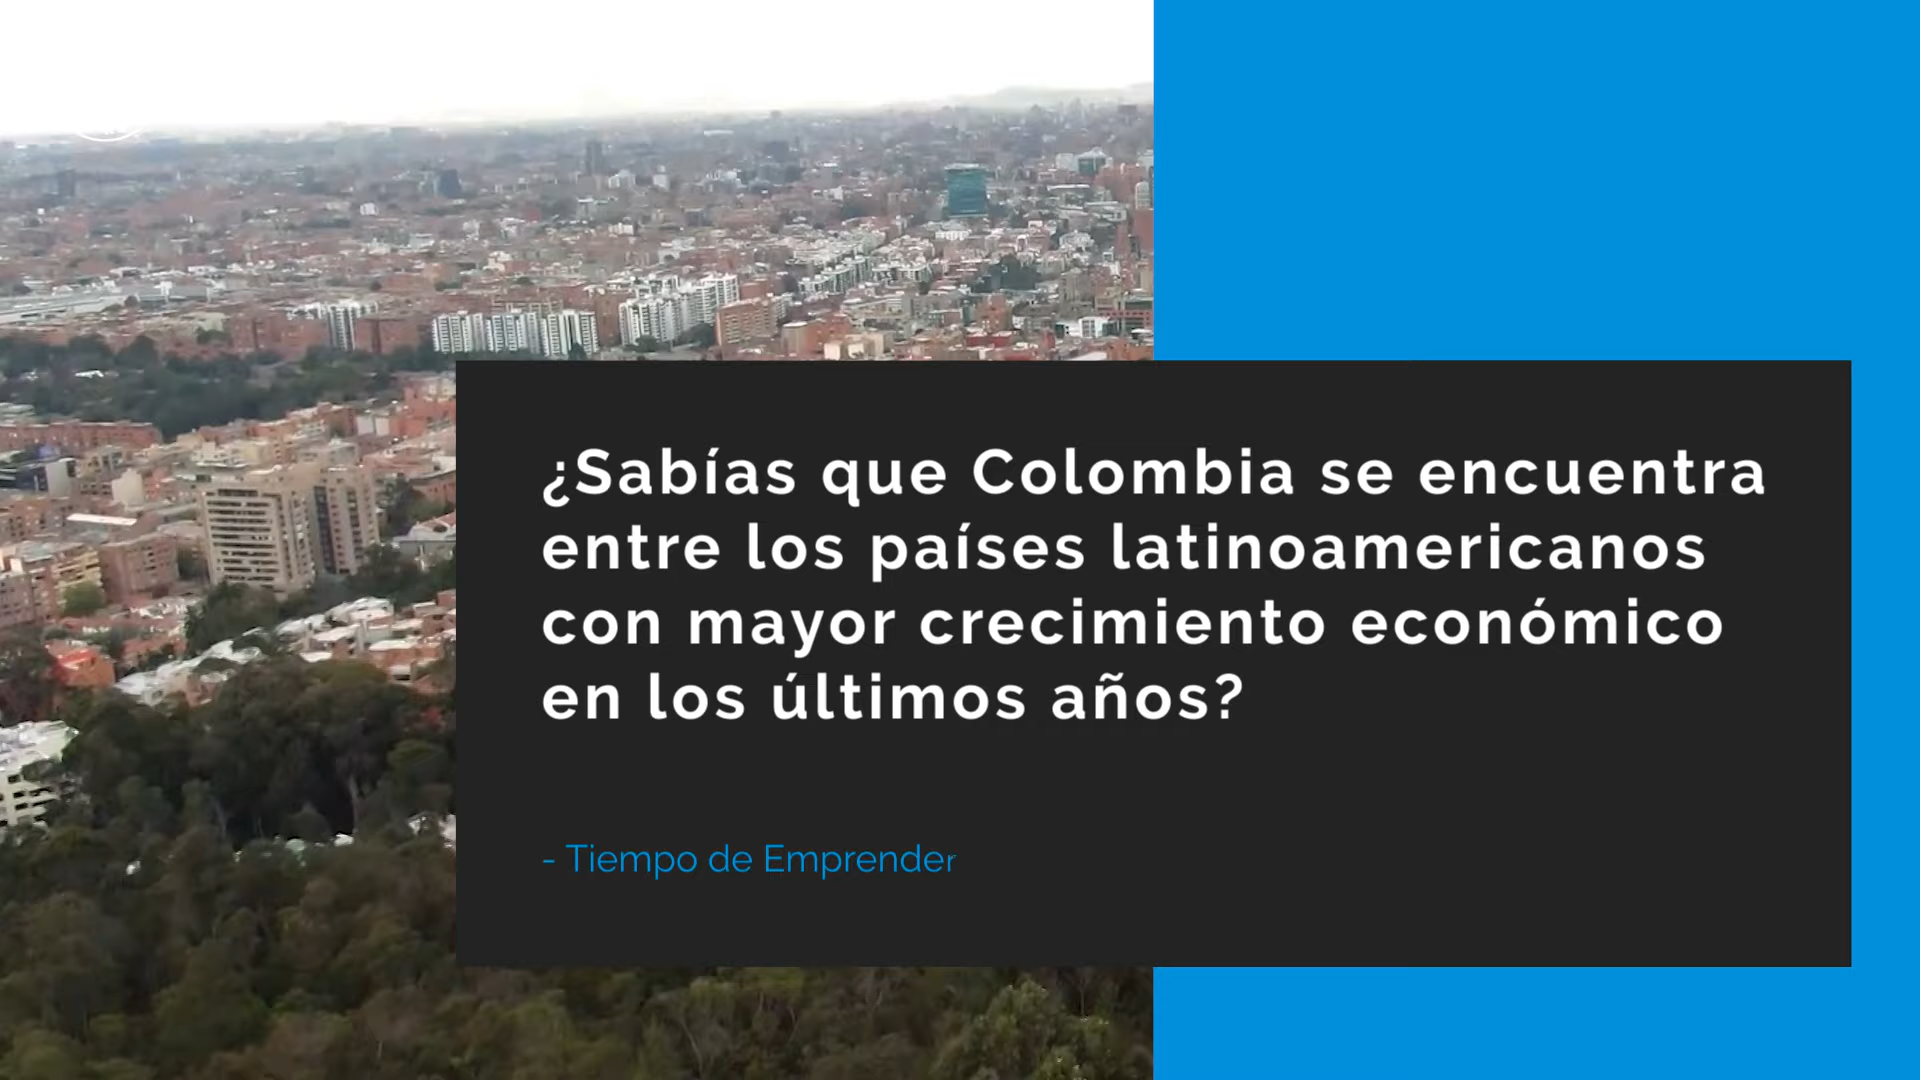 ¿Sabías que Colombia se encuentra
entre los países latinoamericanos
con mayor crecimiento económico
en los últimos años?
- Tiempo de Emprender